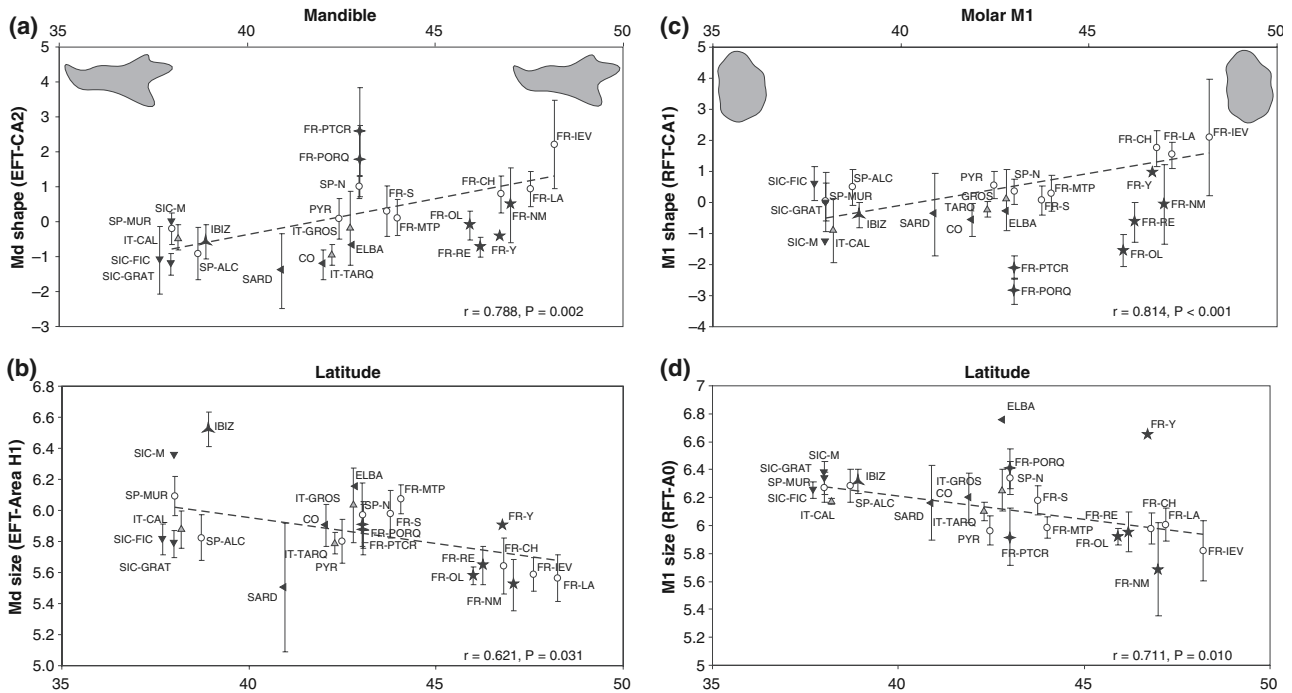 (a)
Mandible
35 40 45 50
Md shape (EFT-CA2)
5
4
3
2
1
0
–1
–2
–3
FR-PTCR
FR-PORQ
SP-N
FR-IEV
SIC-M
SP-MUR
IT-CAL
IBIZ
SIC-FIC
SIC-GRAT
SP-ALC
SARD
PYR
IT-GROS
CO
IT-TARQ
ELBA
FR-S
FR-MTP
FR-CH
FR-LA
FR-OL
FR-NM
FR-RE
FR-Y
r = 0.788, P = 0.002
(c)
Molar M1
35 40 45 50
M1 shape (RFT-CA1)
5
4
3
2
1
0
–1
–2
–3
–4
SIC-FIC
SP-ALC
SP-MUR
SIC-GRAT
SIC-M
IT-CAL
IBIZ
SARD
PYR
GROS
TARQ
CO
ELBA
SP-N
FR-MTP
FR-S
FR-PTCR
FR-PORQ
FR-CH
FR-LA
FR-IEV
FR-Y
FR-NM
FR-RE
FR-OL
r = 0.814, P < 0.001
(b)
Latitude
Md size (EFT-Area H1)
6.8
6.6
6.4
6.2
6.0
5.8
5.6
5.4
5.2
5.0
IBIZ
SIC-M
SP-MUR
IT-CAL
SIC-FIC
SIC-GRAT
SP-ALC
SARD
CO
IT-GROS
ELBA
IT-TARQ
PYR
SP-N
FR-MTP
FR-S
FR-PORQ
FR-PTCR
FR-Y
FR-CH
FR-RE
FR-OL
FR-NM
FR-IEV
FR-LA
r = 0.621, P = 0.031
35 40 45 50
(d)
Latitude
M1 size (RFT-A0)
7
6.8
6.6
6.4
6.2
6
5.8
5.6
5.4
5.2
5
ELBA
FR-Y
SIC-M
SIC-GRAT
SP-MUR
SIC-FIC
IT-CAL
IBIZ
SP-ALC
SARD
IT-GROS
CO
IT-TARQ
PYR
FR-PORQ
SP-N
FR-S
FR-MTP
FR-PTCR
FR-CH
FR-RE
FR-LA
FR-OL
FR-IEV
FR-NM
r = 0.711, P = 0.010
35 40 45 50